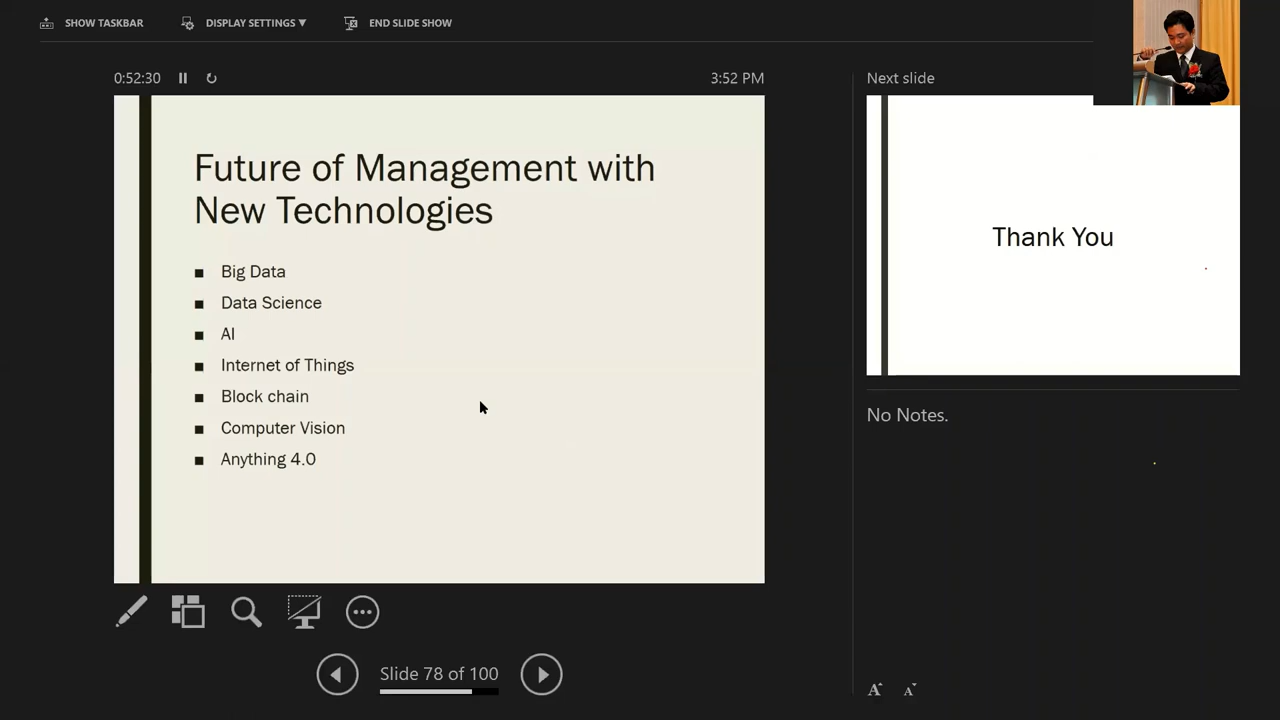 SHOW TASKBAR
DISPLAY SETTINGS ▼
END SLIDE SHOW
0:52:30
3:52 PM
Future of Management with
New Technologies
■ Big Data
■ Data Science
■ AI
■ Internet of Things
■ Block chain
■ Computer Vision
■ Anything 4.0
Slide 78 of 100
Next slide
Thank You
No Notes.
A A